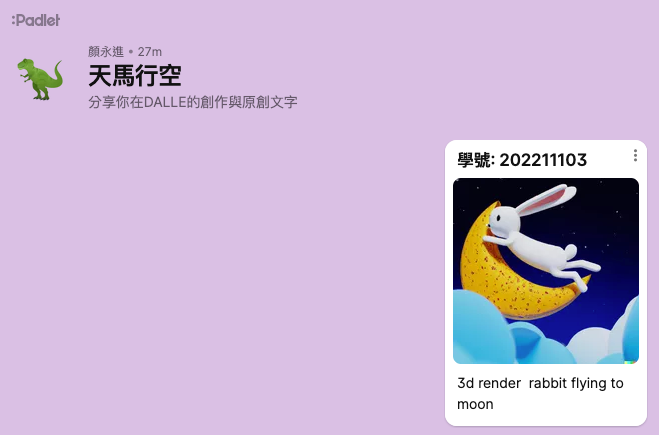 :Padlet
顏永進 • 27m
天馬行空
分享你在DALLE的創作與原創文字
學號: 202211103
3d render  rabbit flying to
moon